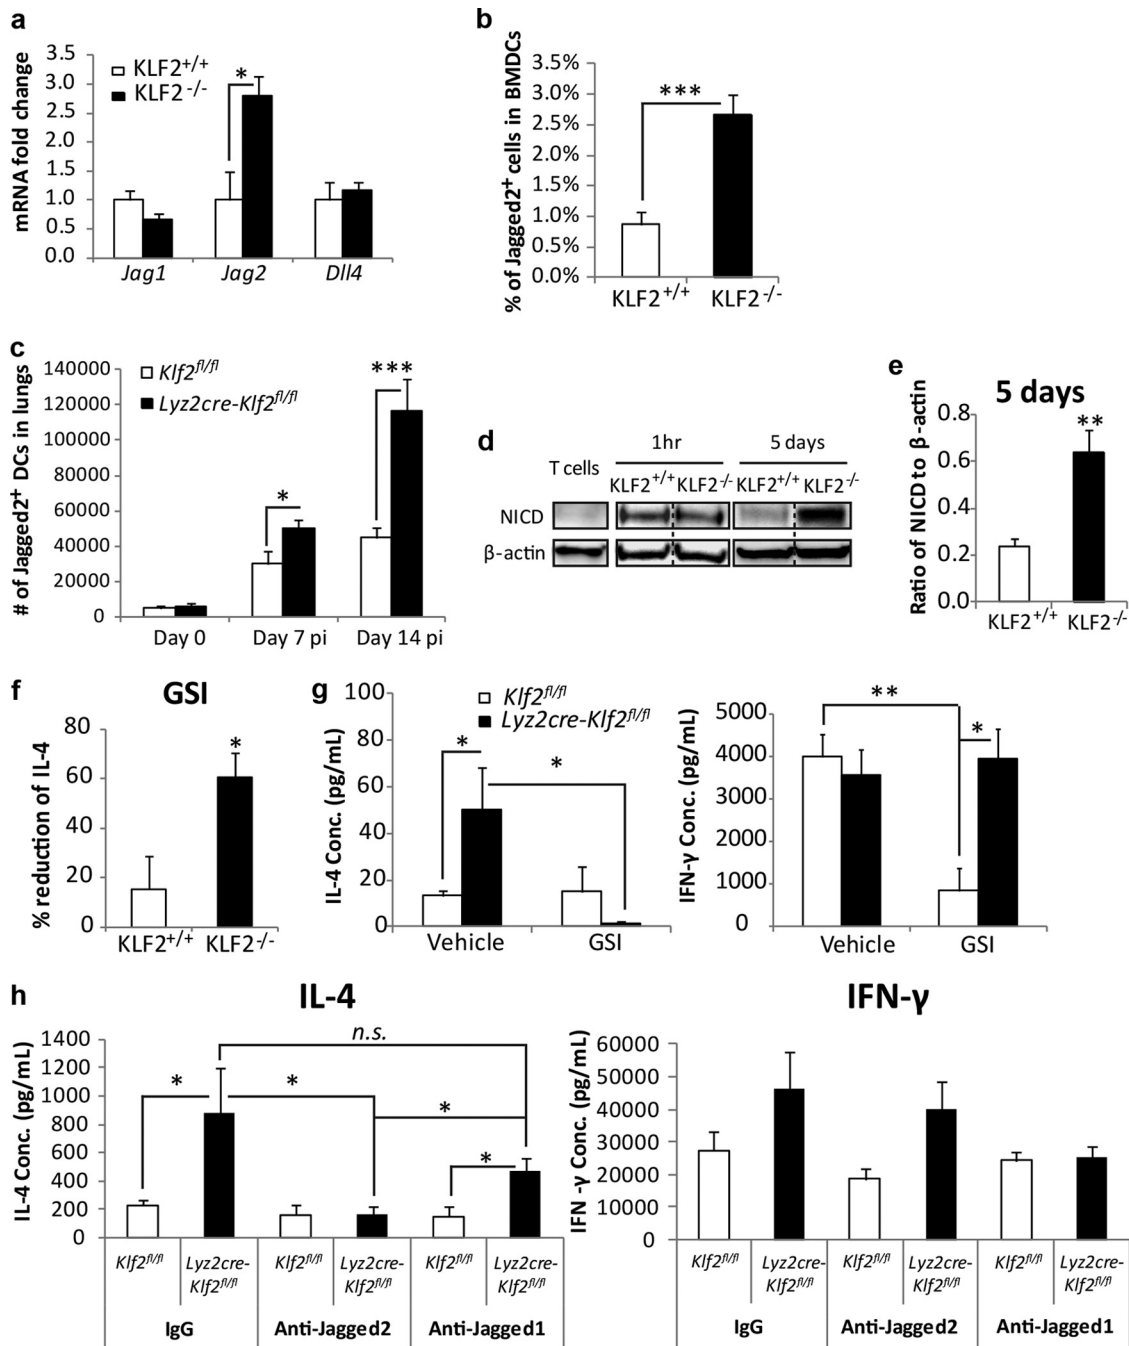 a
mRNA fold change
3.5
3.0
2.5
2.0
1.5
1.0
0.5
0.0
KLF2+/+
KLF2 -/-
*
Jag1 Jag2 Dll4
b
% of Jagged2+ cells in BMDCs
3.5%
3.0%
2.5%
2.0%
1.5%
1.0%
0.5%
0.0%
***
KLF2+/+ KLF2 -/-
c
# of Jagged2+ DCs in lungs
140000
120000
100000
80000
60000
40000
20000
0
Klf2fl/fl
Lyz2cre-Klf2fl/fl
*
***
Day 0 Day 7 pi Day 14 pi
d
1hr 5 days
T cells
KLF2+/+ KLF2-/- KLF2+/+ KLF2-/-
NICD
β-actin
e
5 days
Ratio of NICD to β-actin
0.8
0.6
0.4
0.2
0.0
**
KLF2+/+ KLF2-/-
f
GSI
% reduction of IL-4
80
60
40
20
0
*
KLF2+/+ KLF2-/-
g
Klf2fl/fl
Lyz2cre-Klf2fl/fl
IL-4 Conc. (pg/mL)
100
80
60
40
20
0
*
*
Vehicle GSI
IFN-γ Conc. (pg/mL)
5000
4000
3000
2000
1000
0
**
*
Vehicle GSI
h
IL-4
IL-4 Conc. (pg/mL)
1400
1200
1000
800
600
400
200
0
n.s.
*
*
*
*
Klf2fl/fl Lyz2cre- Klf2fl/fl Lyz2cre- Klf2fl/fl Lyz2cre-
Klf2fl/fl Klf2fl/fl Klf2fl/fl
IgG Anti-Jagged2 Anti-Jagged1
IFN-γ
IFN -γ Conc. (pg/mL)
60000
50000
40000
30000
20000
10000
0
Klf2fl/fl Lyz2cre- Klf2fl/fl Lyz2cre- Klf2fl/fl Lyz2cre-
Klf2fl/fl Klf2fl/fl Klf2fl/fl
IgG Anti-Jagged2 Anti-Jagged1